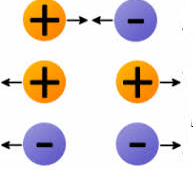 + -
+ +
- -